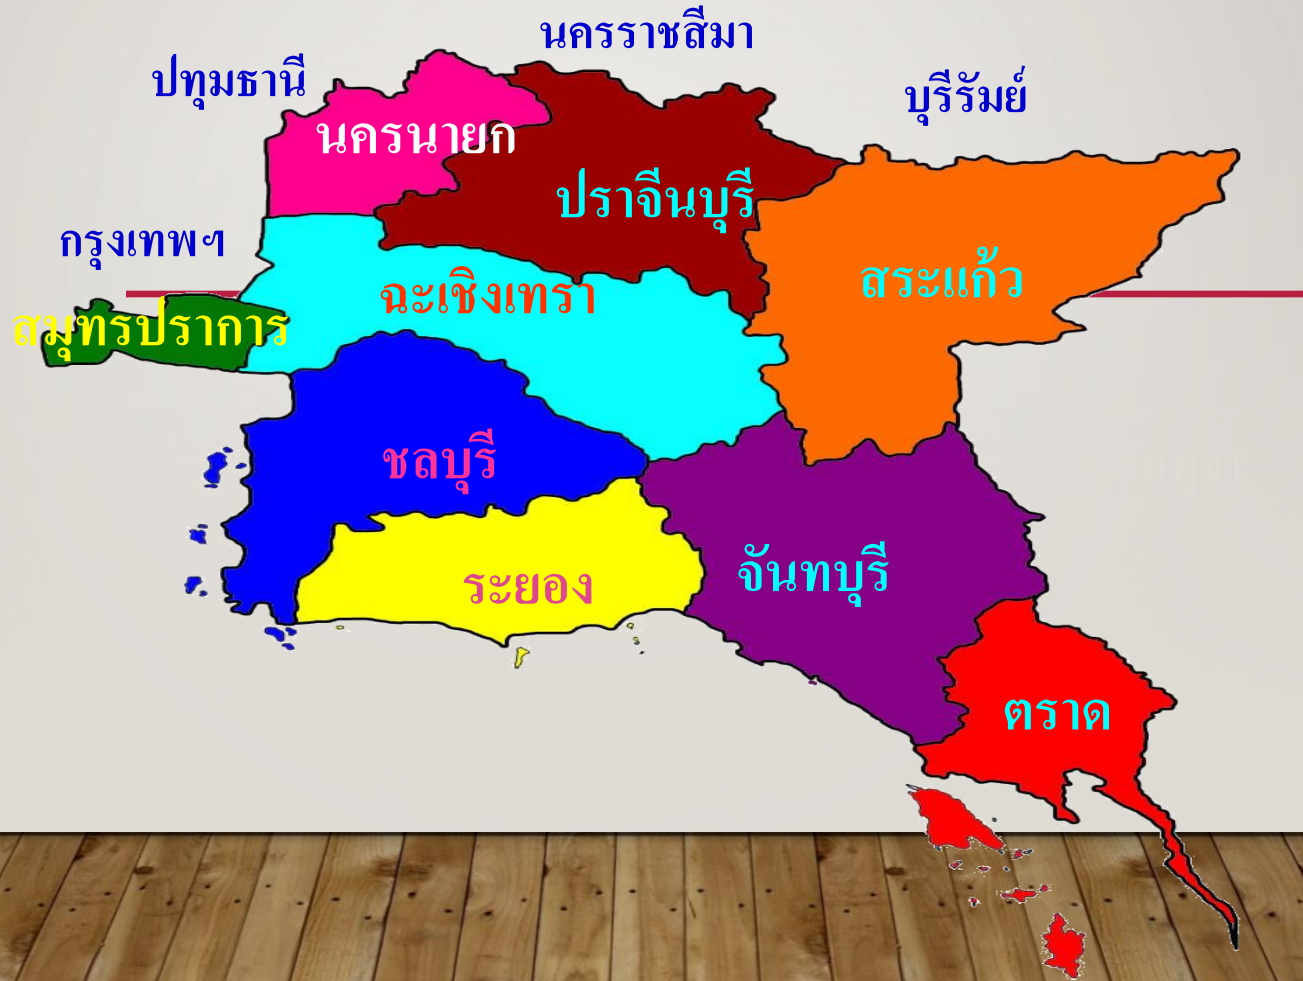 นครราชสีมา
ปทุมธานี
บุรีรัมย์
นครนายก
ปราจีนบุรี
กรุงเทพฯ
สระแก้ว
ฉะเชิงเทรา
สมุทรปราการ
ชลบุรี
จันทบุรี
ระยอง
ตราด